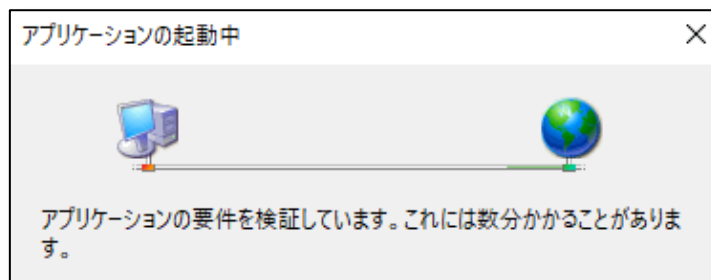 アプリケーションの起動中
アプリケーションの要件を検証しています。これには数分かかることがありま
す。